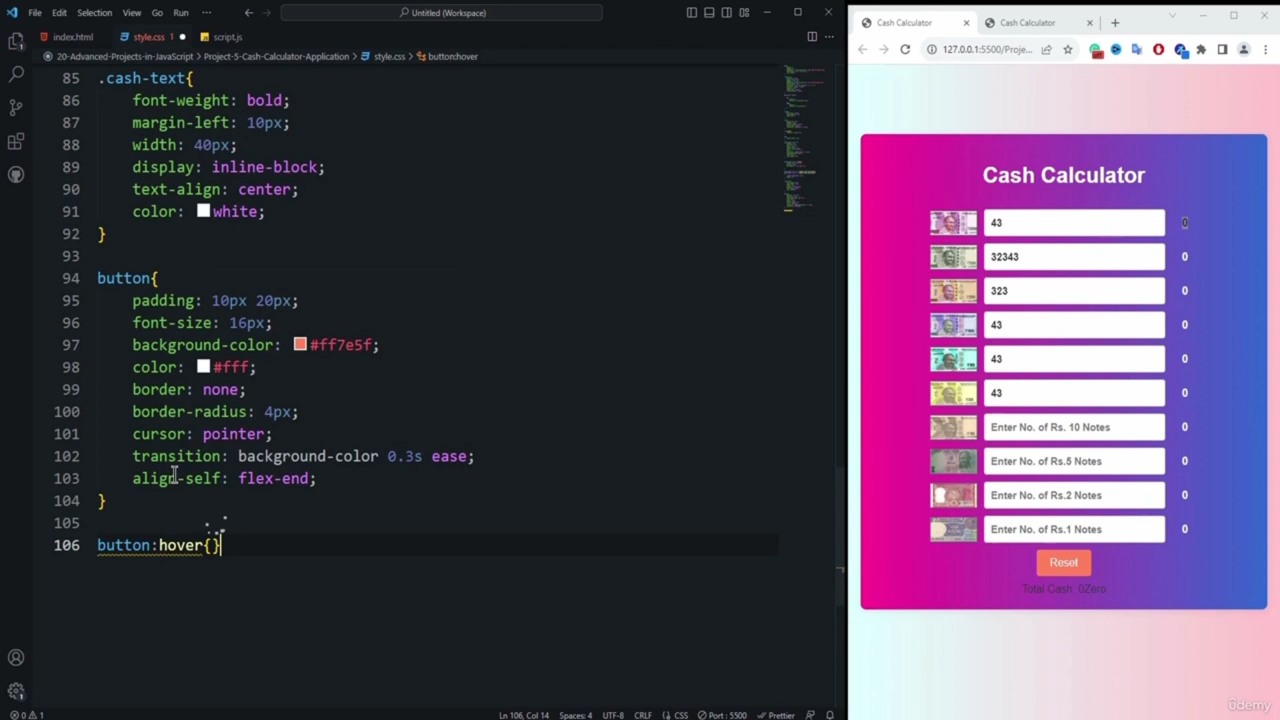 File Edit Selection View Go Run ···
Untitled (Workspace)
index.html
style.css 1
script.js
20-Advanced-Projects-in-JavaScript > Project-5-Cash-Calculator-Application > style.css > button:hover
85 .cash-text{
86 font-weight: bold;
87 margin-left: 10px;
88 width: 40px;
89 display: inline-block;
90 text-align: center;
91 color: white;
92 }
93
94 button{
95 padding: 10px 20px;
96 font-size: 16px;
97 background-color: #ff7e5f;
98 color: #fff;
99 border: none;
100 border-radius: 4px;
101 cursor: pointer;
102 transition: background-color 0.3s ease;
103 align-self: flex-end;
104 }
105
106 button:hover{}
0 1
Ln 106, Col 14
Spaces: 4
UTF-8
CRLF
{ } CSS
Port : 5500
Prettier
Cash Calculator
Cash Calculator
127.0.0.1:5500/Proje...
Cash Calculator
43 0
32343 0
323 0
43 0
43 0
43 0
Enter No. of Rs. 10 Notes 0
Enter No. of Rs.5 Notes 0
Enter No. of Rs.2 Notes 0
Enter No. of Rs.1 Notes 0
Reset
Total Cash: 0Zero
ûdemy